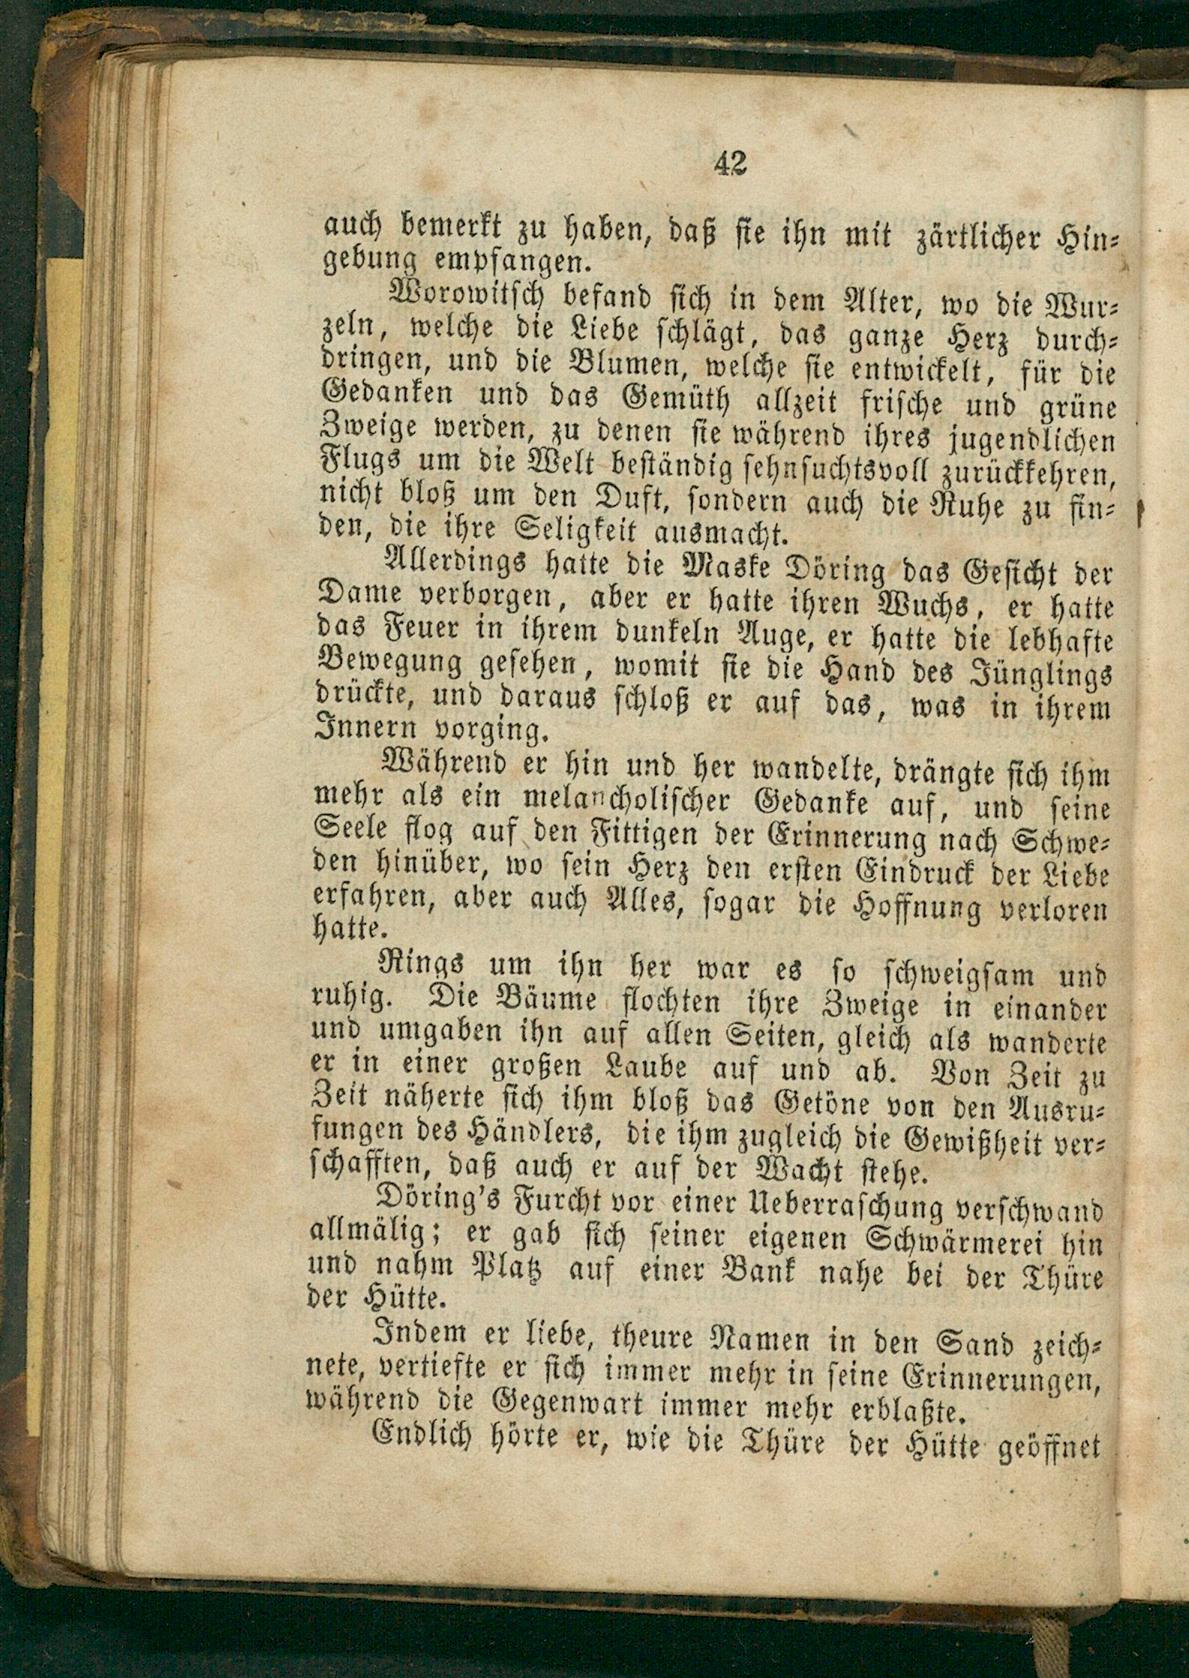 42
auch bemerkt zu haben, daß sie ihn mit zärtlicher Hin-
gebung empfangen.
Worowitsch befand sich in dem Alter, wo die Wur-
zeln, welche die Liebe schlägt, das ganze Herz durch-
dringen, und die Blumen, welche sie entwickelt, für die
Gedanken und das Gemüth allzeit frische und grüne
Zweige werden, zu denen sie während ihres jugendlichen
Flugs um die Welt beständig sehnsuchtsvoll zurückkehren,
nicht bloß um den Duft, sondern auch die Ruhe zu fin-
den, die ihre Seligkeit ausmacht.
Allerdings hatte die Maske Döring das Gesicht der
Dame verborgen, aber er hatte ihren Wuchs, er hatte
das Feuer in ihrem dunkeln Auge, er hatte die lebhafte
Bewegung gesehen, womit sie die Hand des Jünglings
drückte, und daraus schloß er auf das, was in ihrem
Innern vorging.
Während er hin und her wandelte, drängte sich ihm
mehr als ein melancholischer Gedanke auf, und seine
Seele flog auf den Fittigen der Erinnerung nach Schwe-
den hinüber, wo sein Herz den ersten Eindruck der Liebe
erfahren, aber auch Alles, sogar die Hoffnung verloren
hatte.
Rings um ihn her war es so schweigsam und
ruhig. Die Bäume flochten ihre Zweige in einander
und umgaben ihn auf allen Seiten, gleich als wanderte
er in einer großen Laube auf und ab. Von Zeit zu
Zeit näherte sich ihm bloß das Getöne von den Ausru-
fungen des Händlers, die ihm zugleich die Gewißheit ver-
schafften, daß auch er auf der Wacht stehe.
Döring's Furcht vor einer Ueberraschung verschwand
allmälig; er gab sich seiner eigenen Schwärmerei hin
und nahm Platz auf einer Bank nahe bei der Thüre
der Hütte.
Indem er liebe, theure Namen in den Sand zeich-
nete, vertiefte er sich immer mehr in seine Erinnerungen,
während die Gegenwart immer mehr erblaßte.
Endlich hörte er, wie die Thüre der Hütte geöffnet